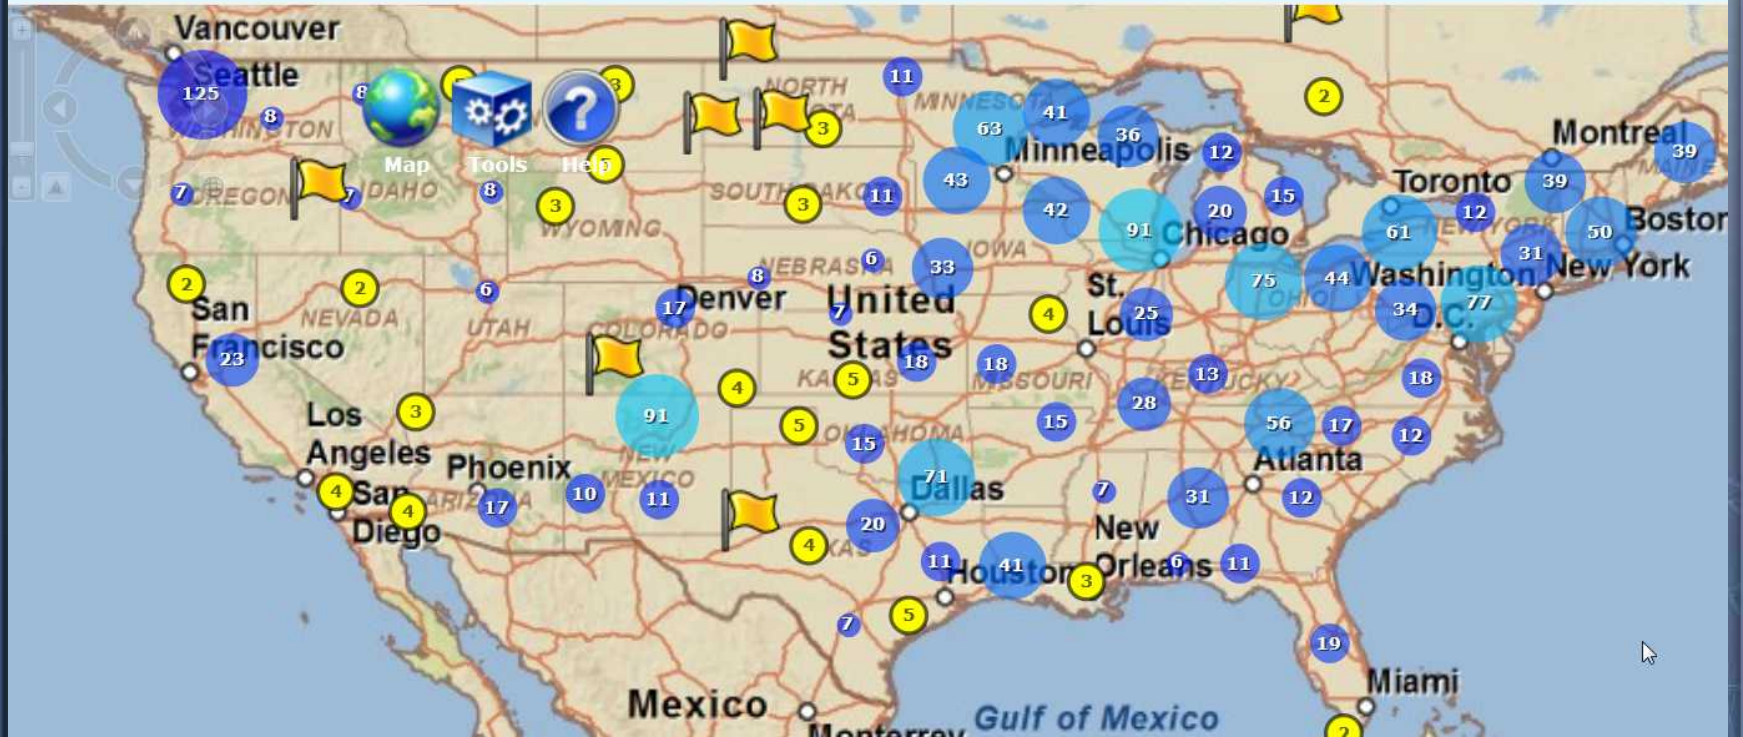 Vancouver
Seattle
125
8
8
WASHINGTON
3
NORTH
11
MINNESOTA
63
41
36
2
Montreal
39
MAINE
Map
Tools
Help
3
Minneapolis
12
7
OREGON
7
IDAHO
8
3
WYOMING
SOUTH DAKOTA
3
11
43
42
91
Chicago
20
15
Toronto
61
12
NEW YORK
39
50
Boston
31
New York
2
San
Francisco
23
2
NEVADA
6
UTAH
17
Denver
COLORADO
8
NEBRASKA
6
7
United
States
33
IOWA
4
St.
Louis
25
75
OHIO
44
Washington
D.C.
34
77
Los
Angeles
3
91
4
KANSAS
5
18
18
MISSOURI
13
KENTUCKY
28
18
4
San
Diego
4
Phoenix
ARIZONA
17
10
NEW
MEXICO
11
5
OKLAHOMA
15
15
56
17
12
Atlanta
71
Dallas
20
4
7
31
12
New
Orleans
11
Houston
41
3
6
11
7
5
19
Miami
2
Mexico
Monterrey
Gulf of Mexico